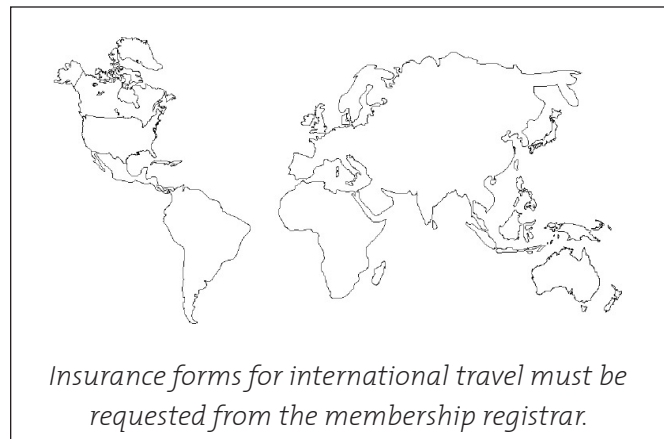 Insurance forms for international travel must be
requested from the membership registrar.